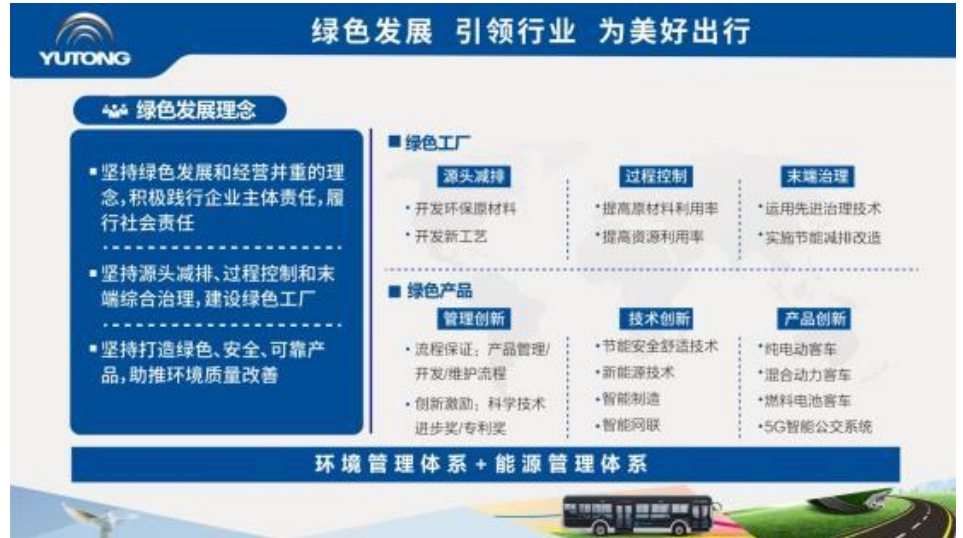 YUTONG
绿色发展 引领行业 为美好出行
绿色发展理念
▪坚持绿色发展和经营并重的理
念,积极践行企业主体责任,履
行社会责任
▪坚持源头减排、过程控制和末
端综合治理,建设绿色工厂
▪坚持打造绿色、安全、可靠产
品,助推环境质量改善
■绿色工厂
源头减排
•开发环保原材料
•开发新工艺
过程控制
•提高原材料利用率
•提高资源利用率
末端治理
•运用先进治理技术
•实施节能减排改造
■绿色产品
管理创新
•流程保证;产品管理/
开发/维护流程
•创新激励;科学技术
进步奖/专利奖
技术创新
•节能安全舒适技术
•新能源技术
•智能制造
•智能网联
产品创新
•纯电动客车
•混合动力客车
•燃料电池客车
•5G智能公交系统
环境管理体系+能源管理体系